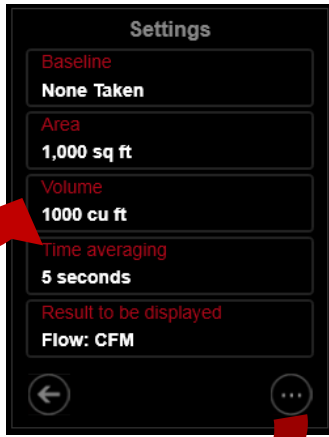 Settings
Baseline
None Taken
Area
1,000 sq ft
Volume
1000 cu ft
Time averaging
5 seconds
Result to be displayed
Flow: CFM